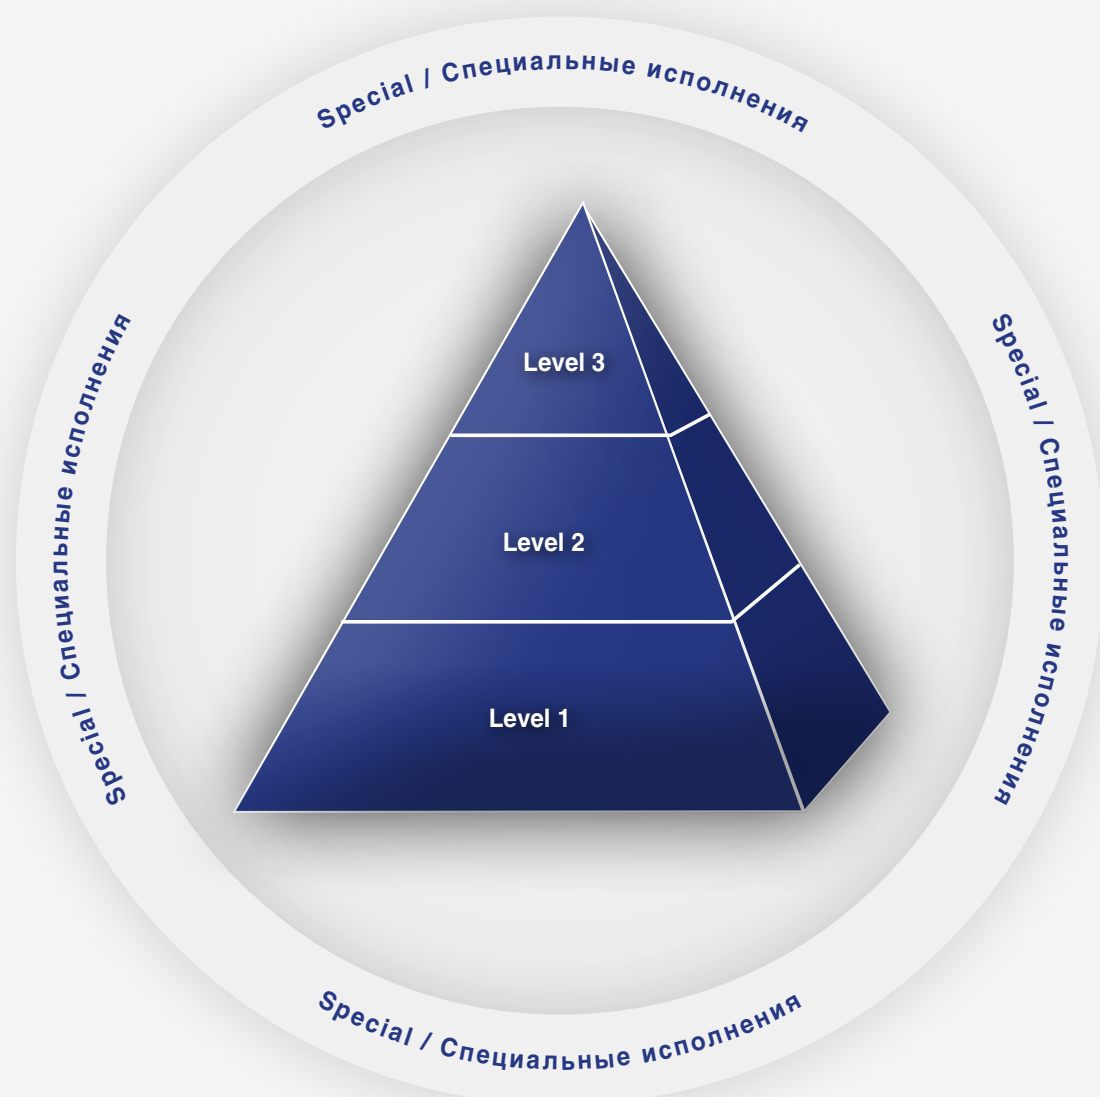 Special / Специальные исполнения
Special / Специальные исполнения
Special / Специальные исполнения
Level 3
Level 2
Level 1
Special / Специальные исполнения